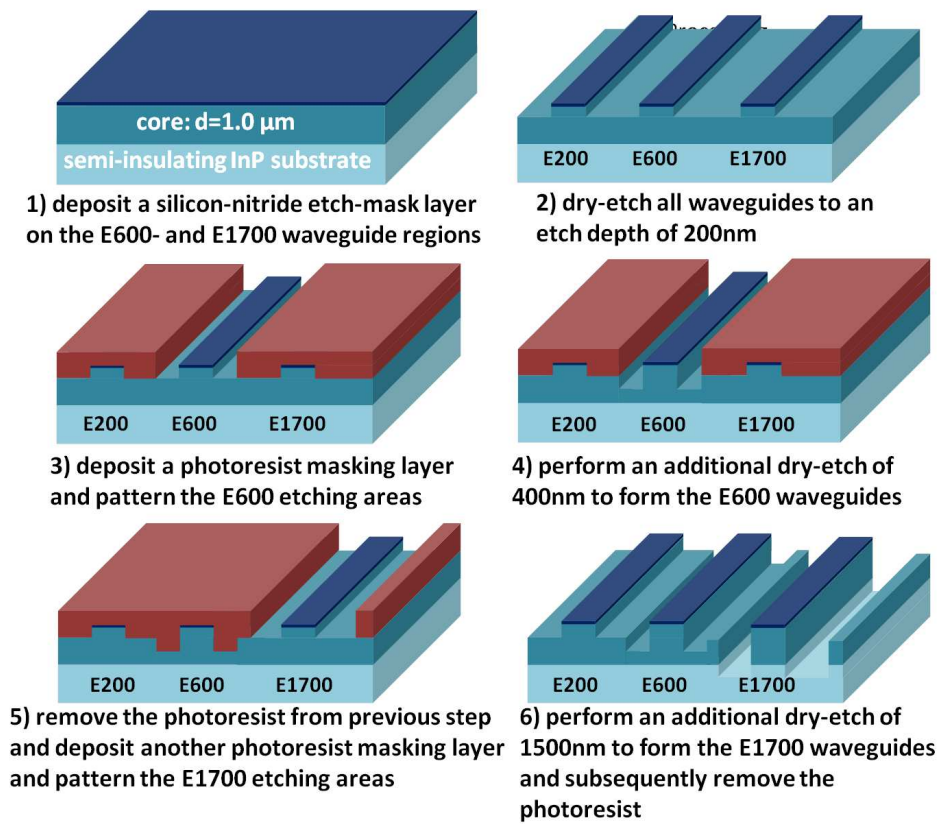 core: d=1.0 µm
semi-insulating InP substrate
1) deposit a silicon-nitride etch-mask layer
on the E600- and E1700 waveguide regions
E200 E600 E1700
2) dry-etch all waveguides to an
etch depth of 200nm
E200 E600 E1700
3) deposit a photoresist masking layer
and pattern the E600 etching areas
E200 E600 E1700
4) perform an additional dry-etch of
400nm to form the E600 waveguides
E200 E600 E1700
5) remove the photoresist from previous step
and deposit another photoresist masking layer
and pattern the E1700 etching areas
E200 E600 E1700
6) perform an additional dry-etch of
1500nm to form the E1700 waveguides
and subsequently remove the
photoresist